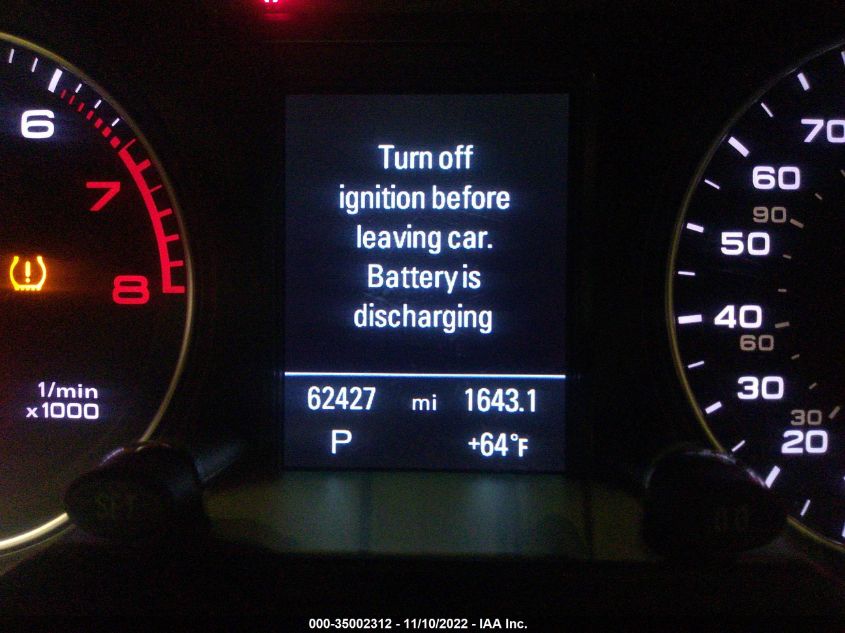 Turn off
ignition before
leaving car.
Battery is
discharging
62427 mi 1643.1
P +64°F
6
7
8
1/min
x1000
SET
70
60
90
50
40
60
30
30
20
000-35002312 - 11/10/2022 - IAA Inc.